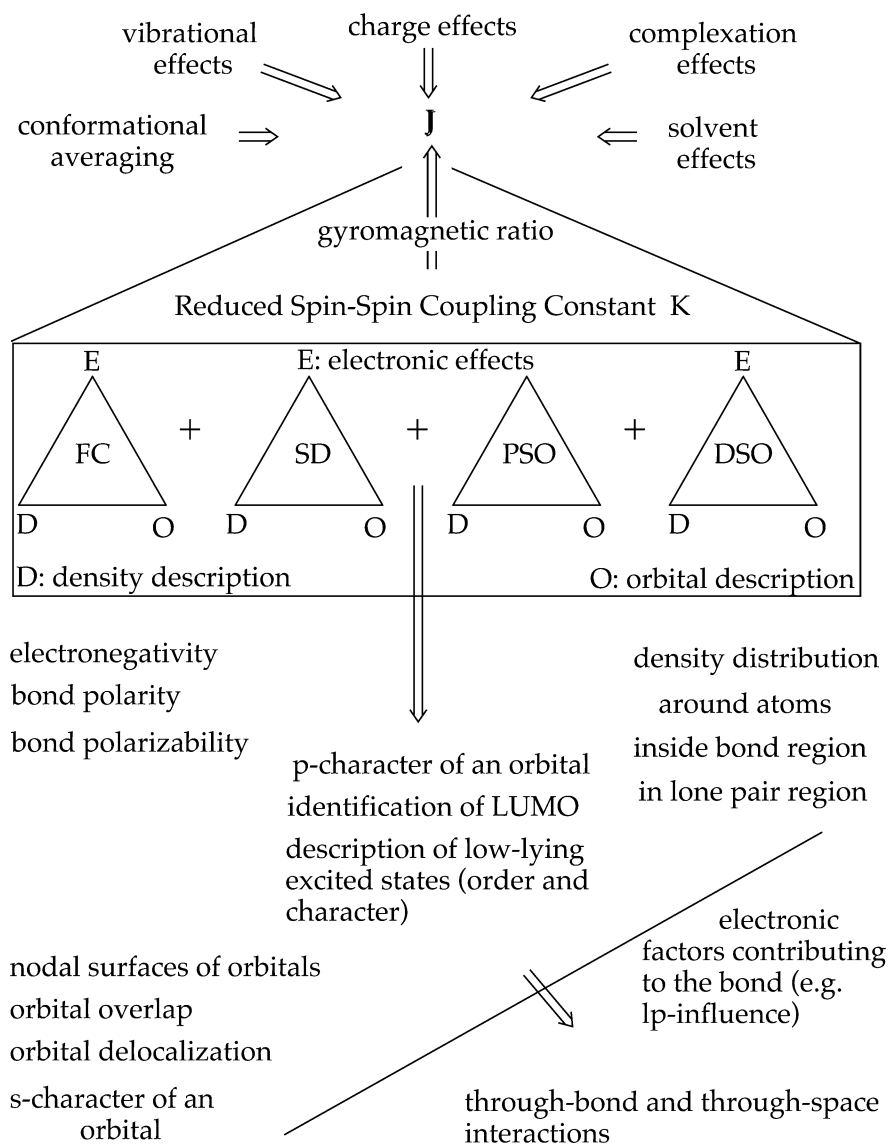 vibrational
effects
charge effects
complexation
effects
conformational
averaging
J
solvent
effects
gyromagnetic ratio
Reduced Spin-Spin Coupling Constant K
E
E: electronic effects
E
FC
+
SD
+
PSO
+
DSO
D
O
D
O
D
O
D
O
D: density description
O: orbital description
electronegativity
bond polarity
bond polarizability
density distribution
around atoms
inside bond region
in lone pair region
p-character of an orbital
identification of LUMO
description of low-lying
excited states (order and
character)
electronic
factors contributing
to the bond (e.g.
lp-influence)
nodal surfaces of orbitals
orbital overlap
orbital delocalization
s-character of an
orbital
through-bond and through-space
interactions